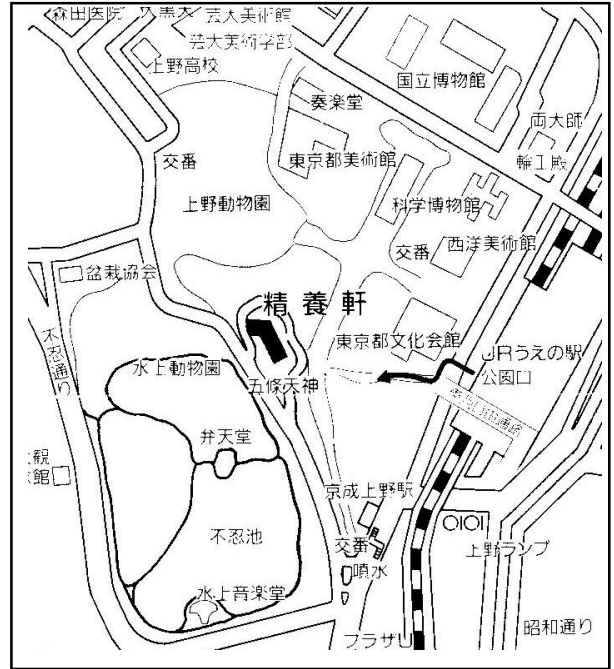 森田医院
芸大美術館
芸大美術学部
上野高校
国立博物館
奏楽堂
両大師
輪王殿
東京都美術館
交番
上野動物園
科学博物館
交番
西洋美術館
盆栽協会
精養軒
東京都文化会館
不忍通り
水上動物園
五條天神
JRうえの駅
公園口
弁天堂
京成上野駅
不忍池
交番
噴水
OIOI
上野ランプ
水上音楽堂
昭和通り